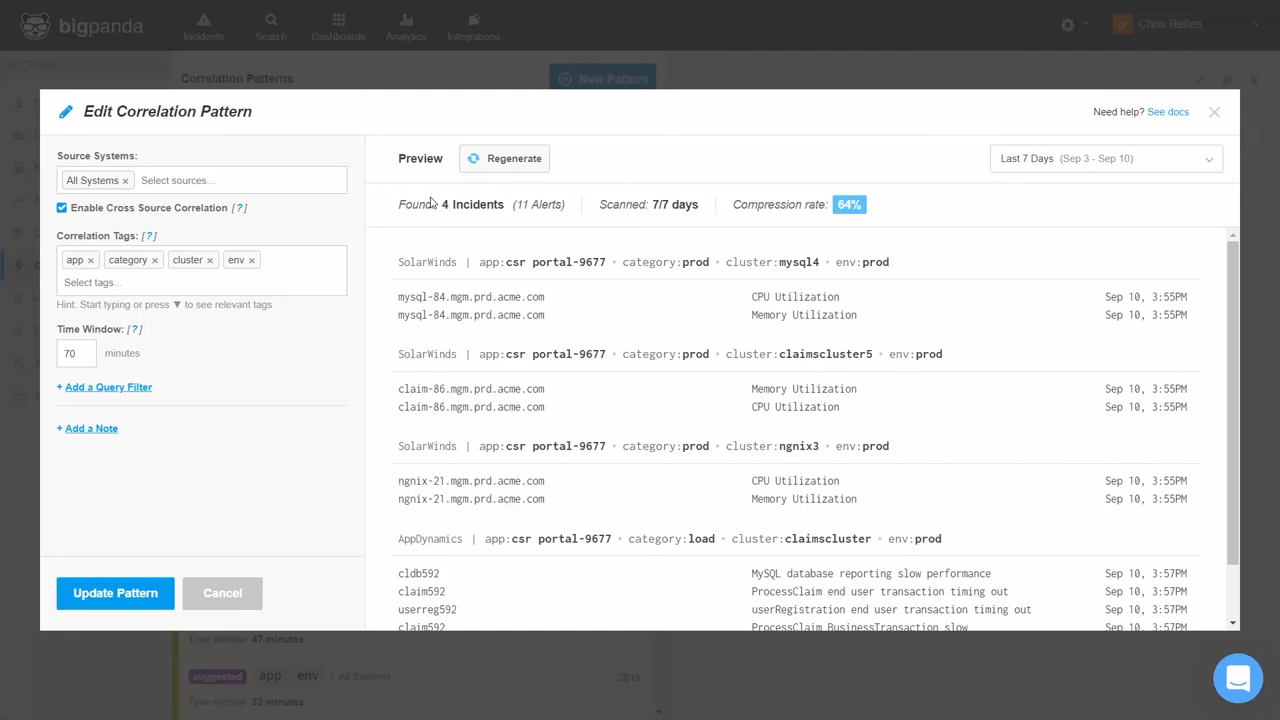 bigpanda
Incidents
Search
Dashboards
Analytics
Integrations
Chris Reites
SETTINGS
Correlation Patterns
New Pattern
Edit Correlation Pattern
Need help? See docs
Source Systems:
All Systems × Select sources...
Enable Cross Source Correlation [?]
Correlation Tags: [?]
app × category × cluster × env ×
Select tags...
Hint: Start typing or press ▼ to see relevant tags
Time Window: [?]
70 minutes
+ Add a Query Filter
+ Add a Note
Update Pattern
Cancel
Preview
Regenerate
Last 7 Days (Sep 3 - Sep 10)
Found: 4 Incidents (11 Alerts)
Scanned: 7/7 days
Compression rate: 64%
SolarWinds | app:csr portal-9677 • category:prod • cluster:mysql4 • env:prod
mysql-84.mgm.prd.acme.com CPU Utilization Sep 10, 3:55PM
mysql-84.mgm.prd.acme.com Memory Utilization Sep 10, 3:55PM
SolarWinds | app:csr portal-9677 • category:prod • cluster:claimscluster5 • env:prod
claim-86.mgm.prd.acme.com Memory Utilization Sep 10, 3:55PM
claim-86.mgm.prd.acme.com CPU Utilization Sep 10, 3:55PM
SolarWinds | app:csr portal-9677 • category:prod • cluster:ngnix3 • env:prod
ngnix-21.mgm.prd.acme.com CPU Utilization Sep 10, 3:55PM
ngnix-21.mgm.prd.acme.com Memory Utilization Sep 10, 3:55PM
AppDynamics | app:csr portal-9677 • category:load • cluster:claimscluster • env:prod
cldb592 MySQL database reporting slow performance Sep 10, 3:57PM
claim592 ProcessClaim end user transaction timing out Sep 10, 3:57PM
userreg592 userRegistration end user transaction timing out Sep 10, 3:57PM
claim592 ProcessClaim BusinessTransaction slow Sep 10, 3:57PM
Time window: 47 minutes
suggested app env | All Systems 2019
Time window: 32 minutes